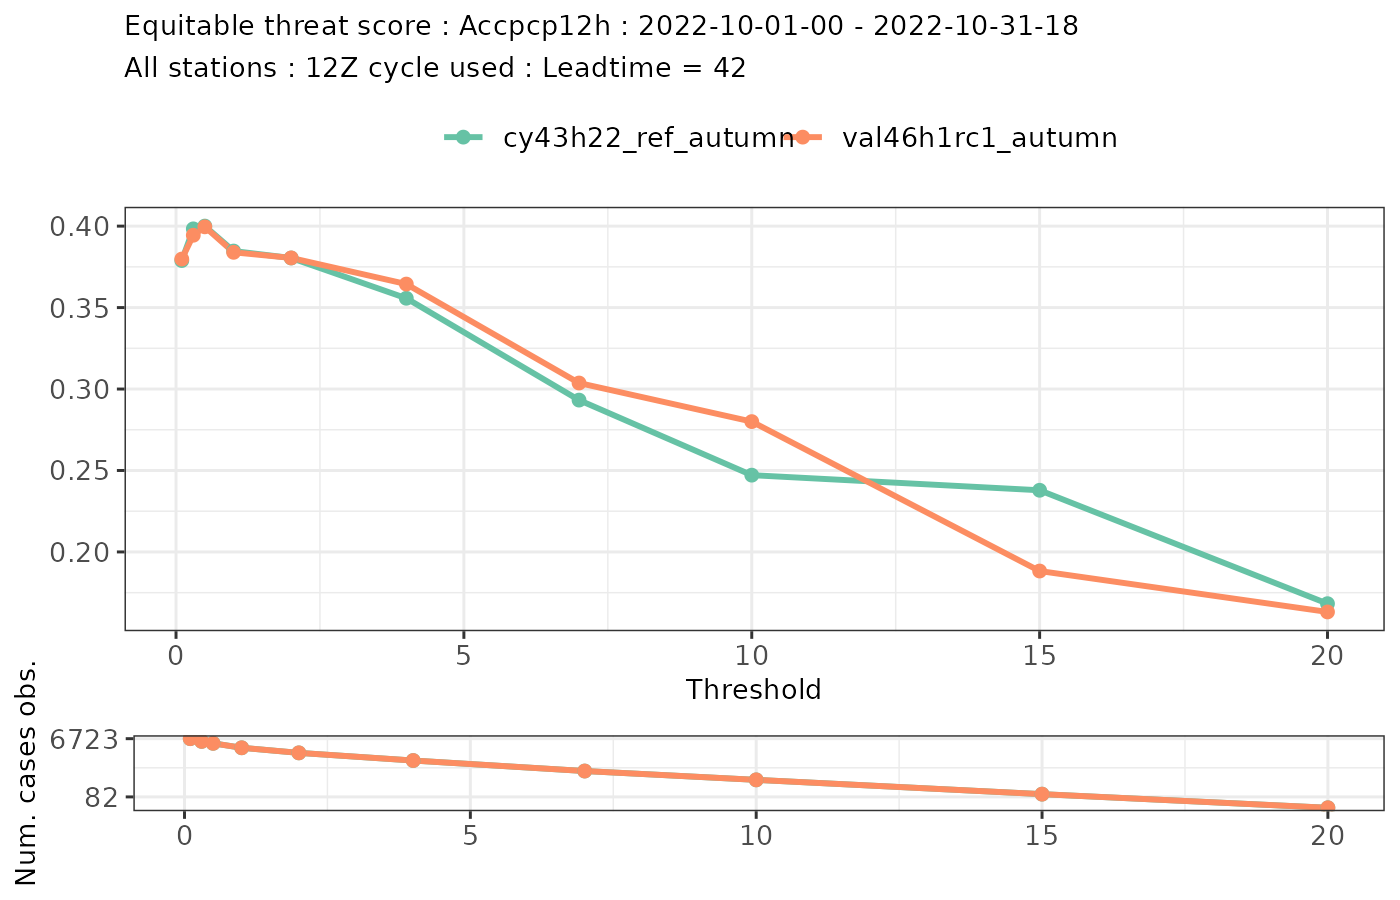 Equitable threat score : Accpcp12h : 2022-10-01-00 - 2022-10-31-18
All stations : 12Z cycle used : Leadtime = 42
cy43h22_ref_autumn val46h1rc1_autumn
0.40
0.35
0.30
0.25
0.20
0 5 10 15 20
Threshold
Num. cases obs.
6723
82
0 5 10 15 20